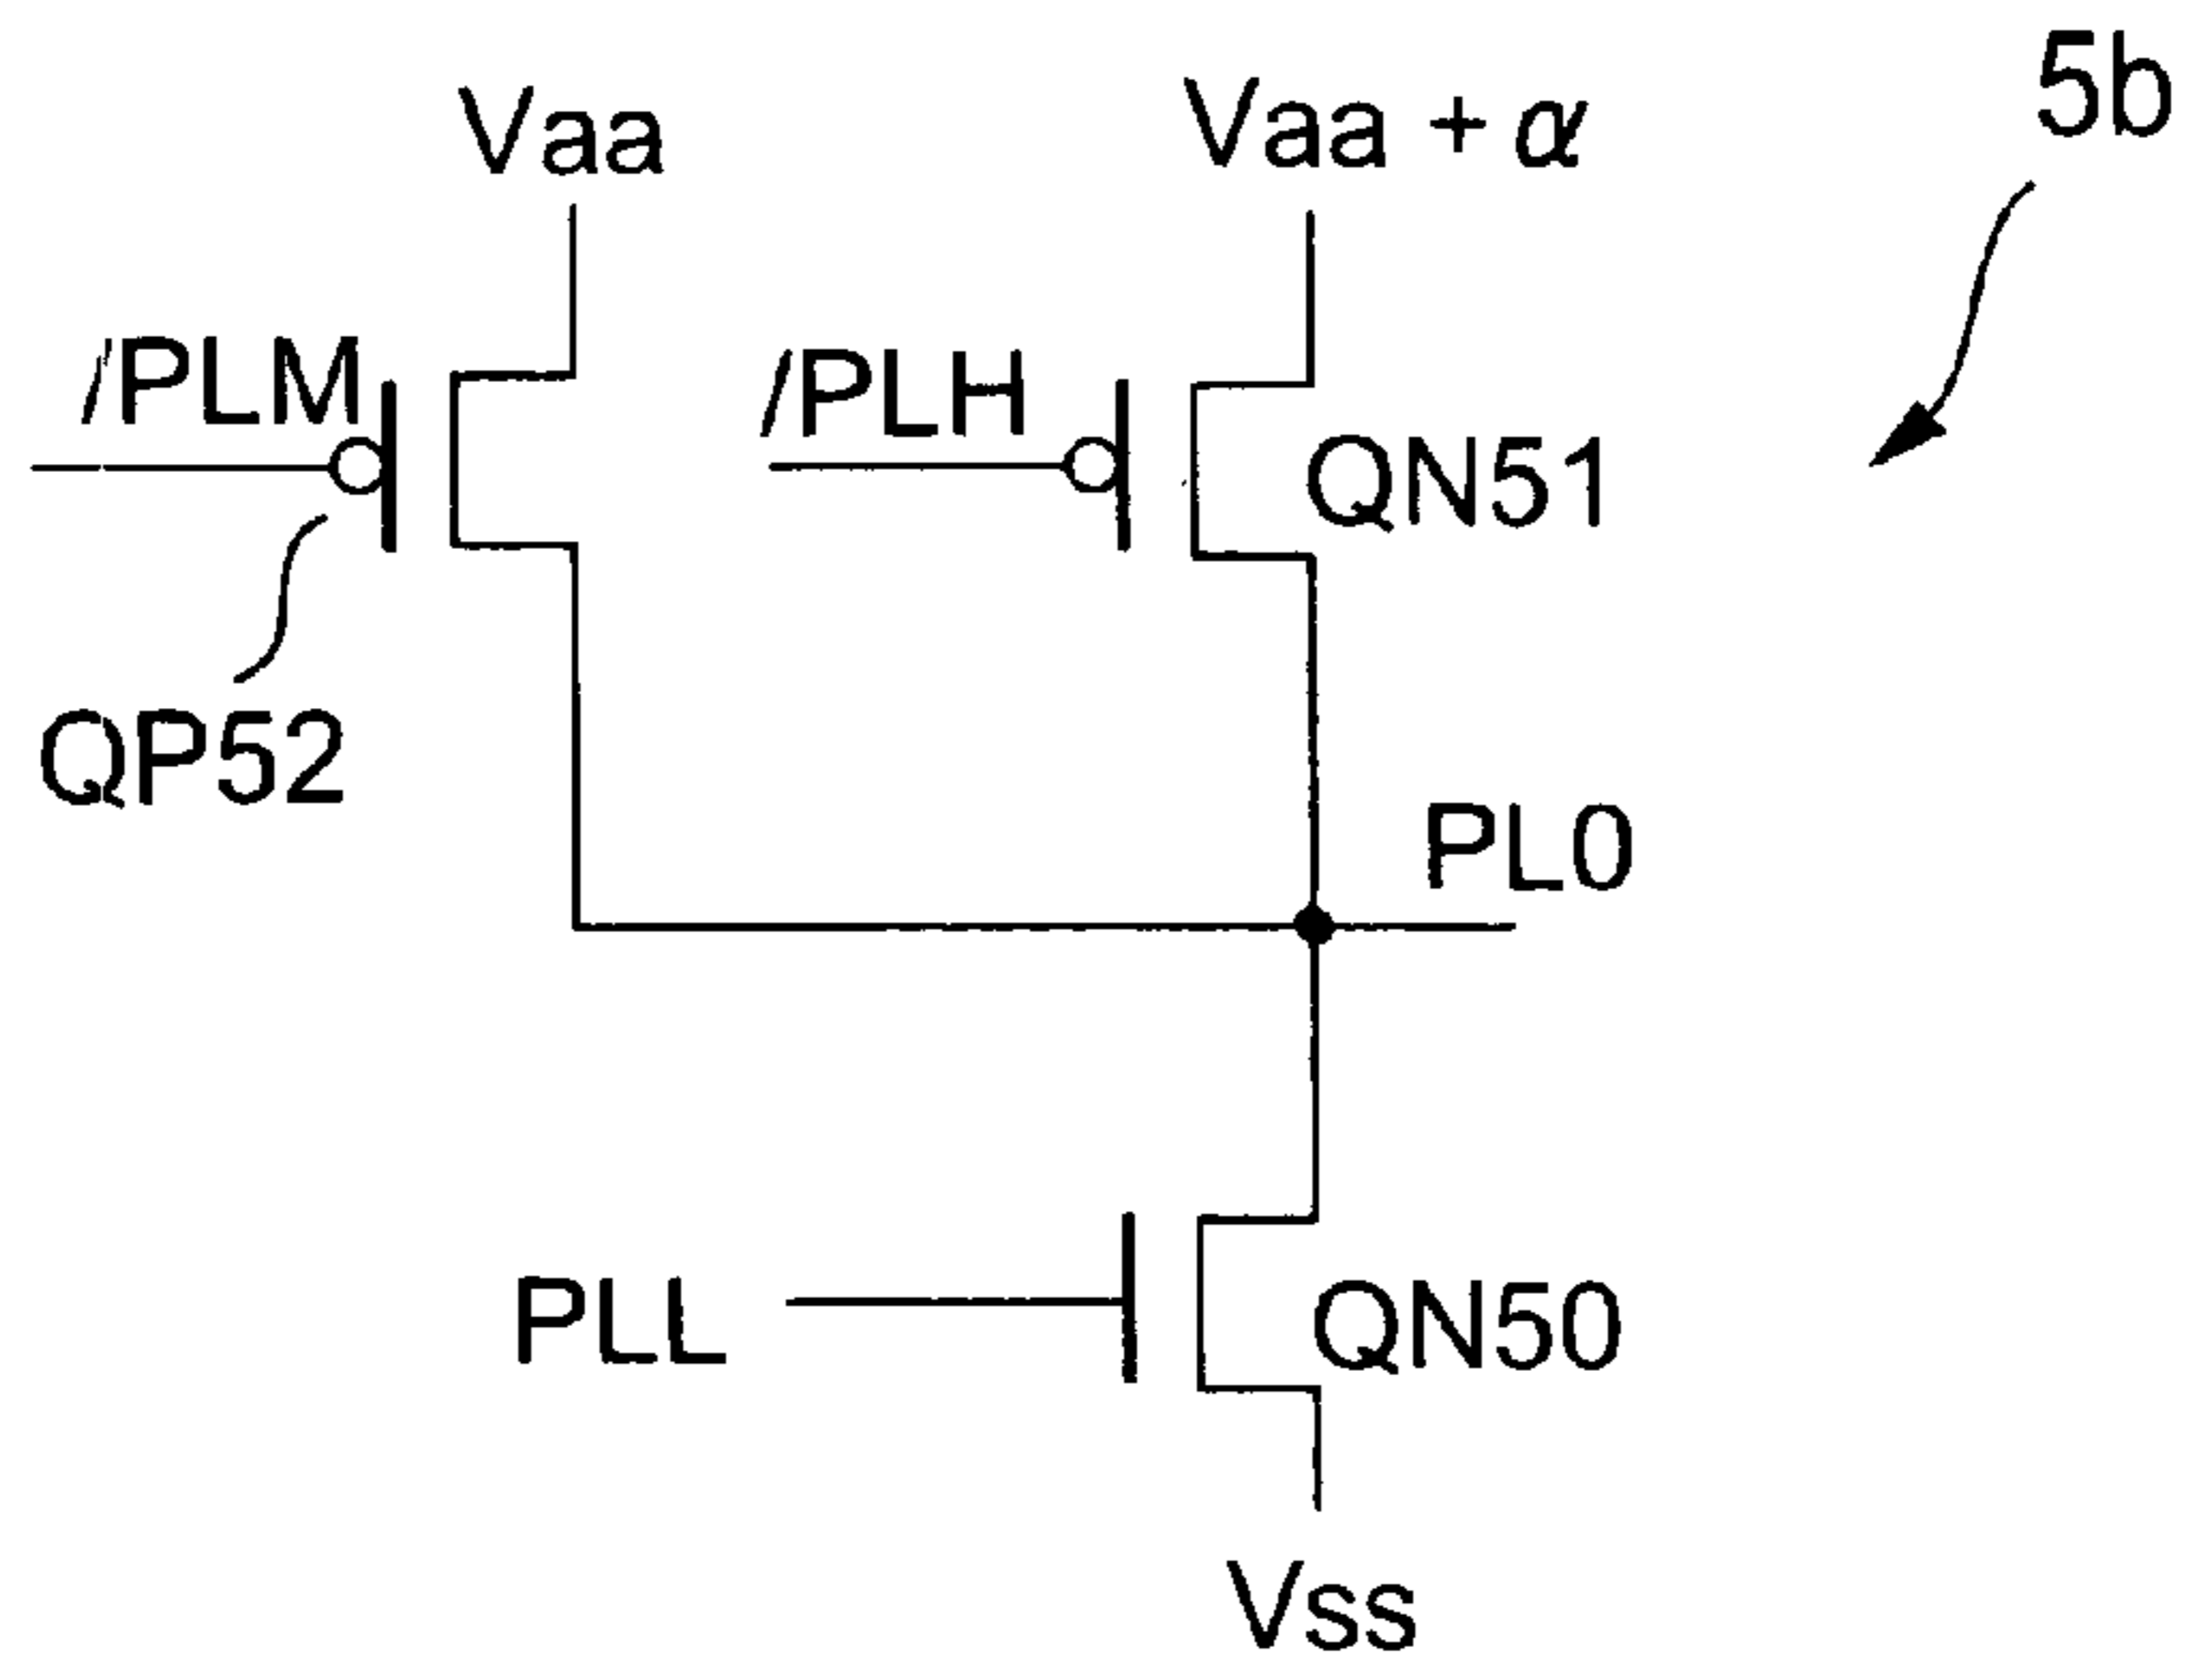 5b
Vaa
Vaa + α
/PLM
/PLH
QN51
QP52
PL0
PLL
QN50
Vss